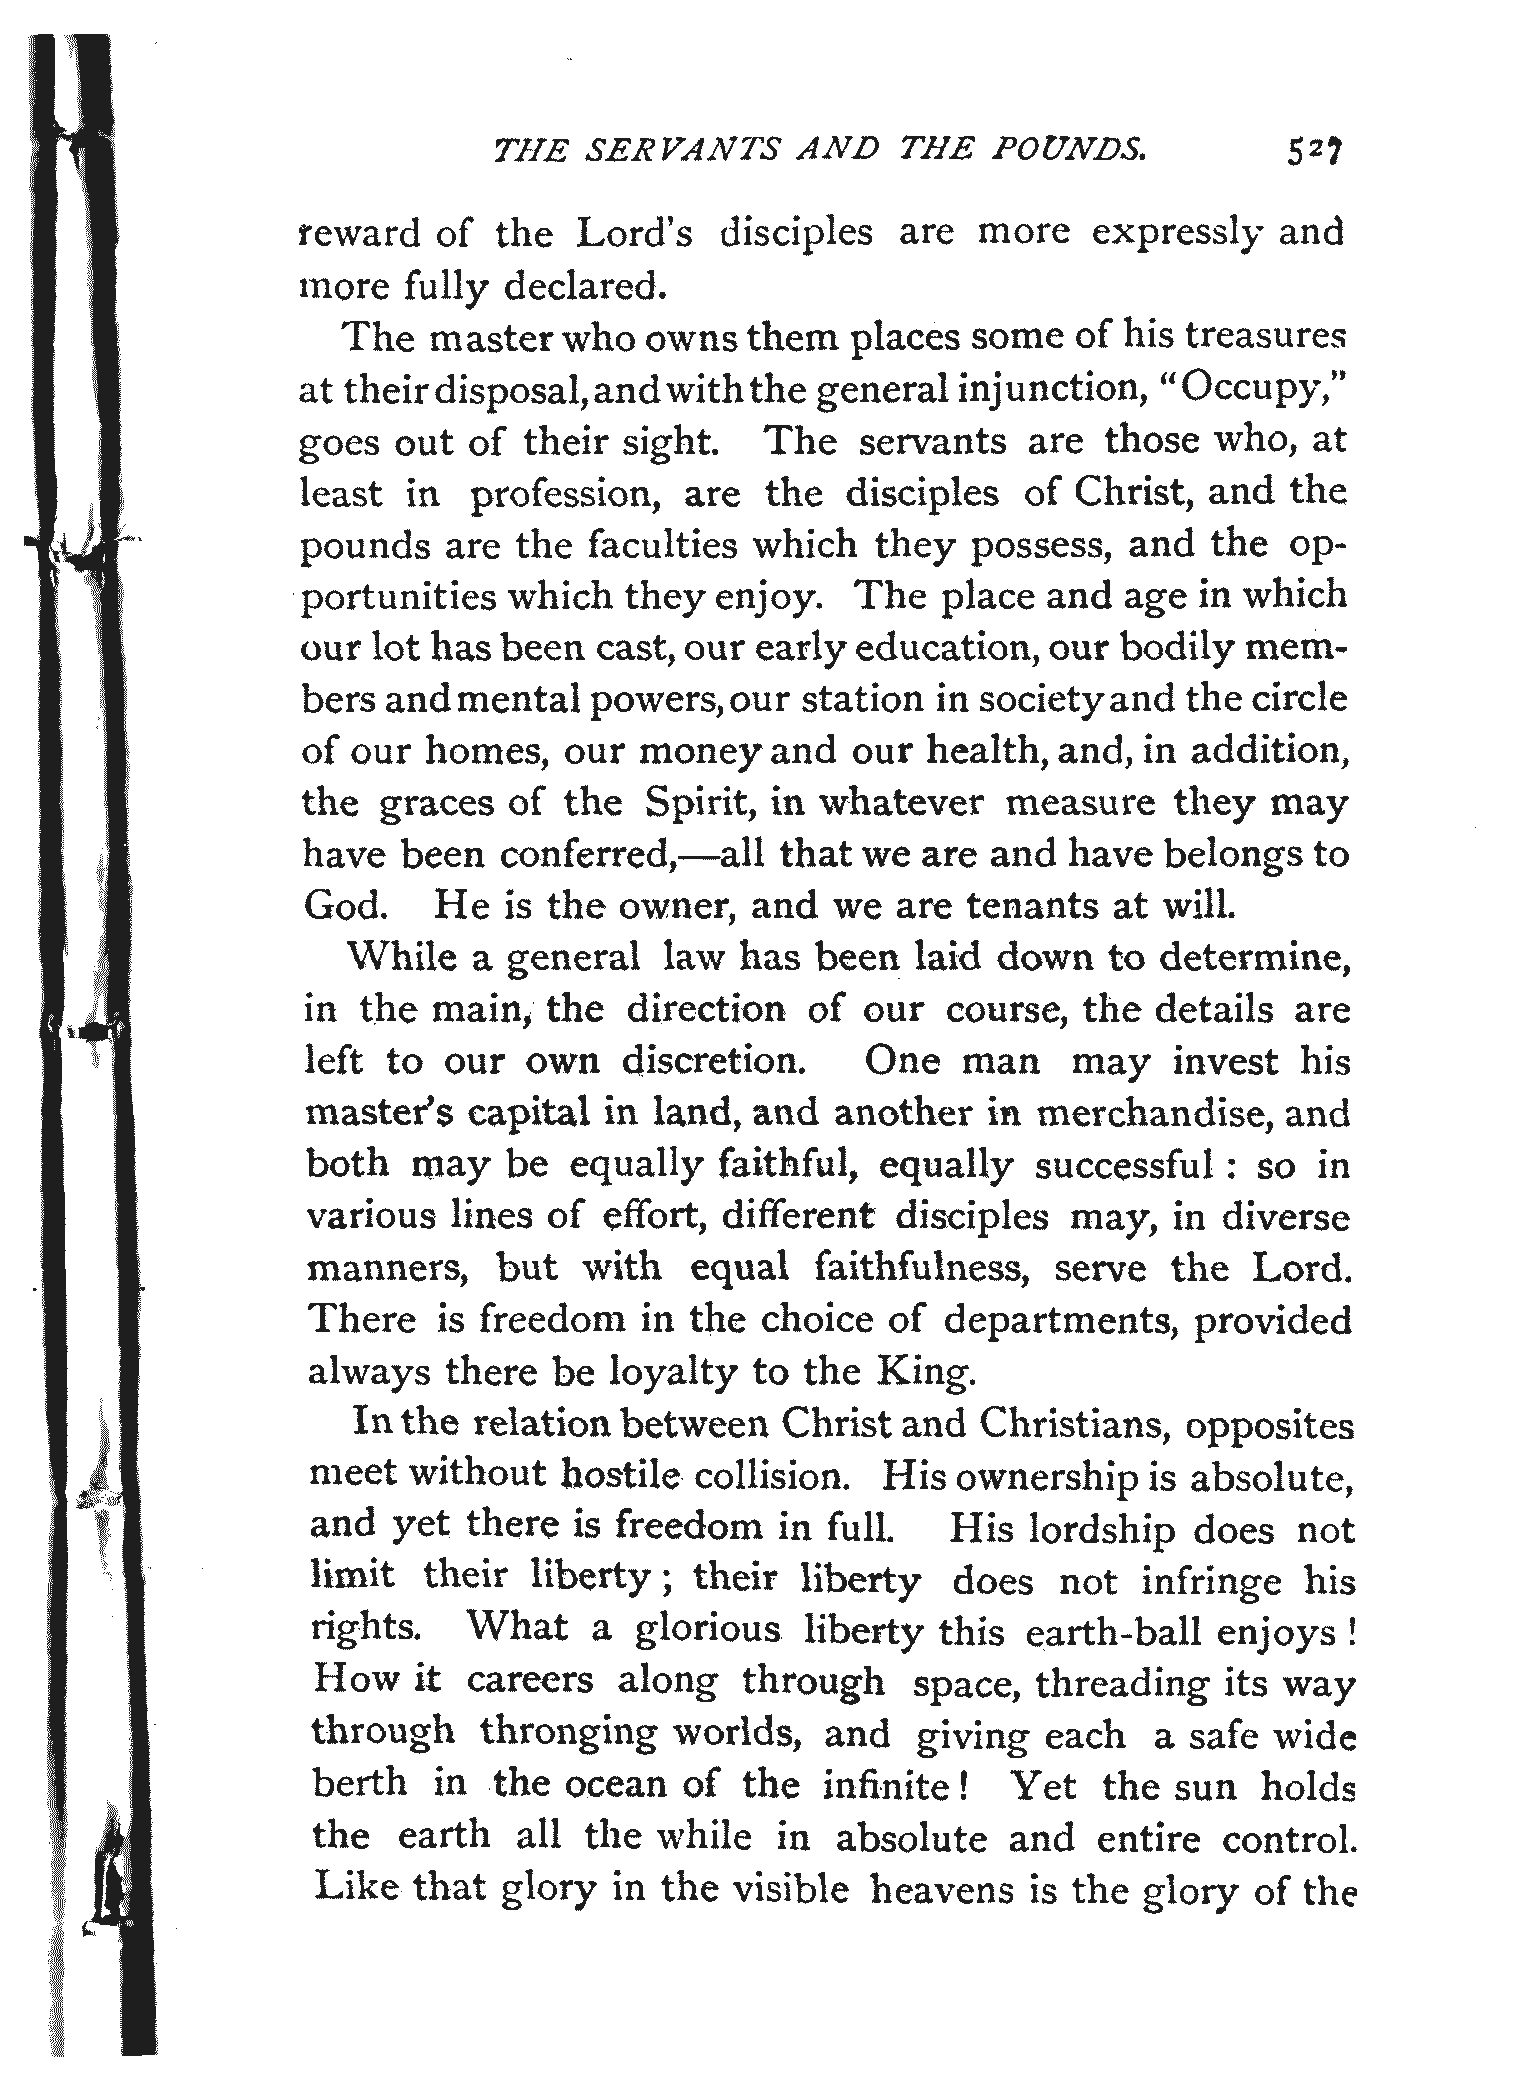 THE SERVANTS AND THE POUNDS. 527
reward of the Lord's disciples are more expressly and
more fully declared.
The master who owns them places some of his treasures
at their disposal, and with the general injunction, "Occupy,"
goes out of their sight. The servants are those who, at
least in profession, are the disciples of Christ, and the
pounds are the faculties which they possess, and the op-
portunities which they enjoy. The place and age in which
our lot has been cast, our early education, our bodily mem-
bers and mental powers, our station in society and the circle
of our homes, our money and our health, and, in addition,
the graces of the Spirit, in whatever measure they may
have been conferred,—all that we are and have belongs to
God. He is the owner, and we are tenants at will.
While a general law has been laid down to determine,
in the main, the direction of our course, the details are
left to our own discretion. One man may invest his
master's capital in land, and another in merchandise, and
both may be equally faithful, equally successful : so in
various lines of effort, different disciples may, in diverse
manners, but with equal faithfulness, serve the Lord.
There is freedom in the choice of departments, provided
always there be loyalty to the King.
In the relation between Christ and Christians, opposites
meet without hostile collision. His ownership is absolute,
and yet there is freedom in full. His lordship does not
limit their liberty ; their liberty does not infringe his
rights. What a glorious liberty this earth-ball enjoys !
How it careers along through space, threading its way
through thronging worlds, and giving each a safe wide
berth in the ocean of the infinite ! Yet the sun holds
the earth all the while in absolute and entire control.
Like that glory in the visible heavens is the glory of the